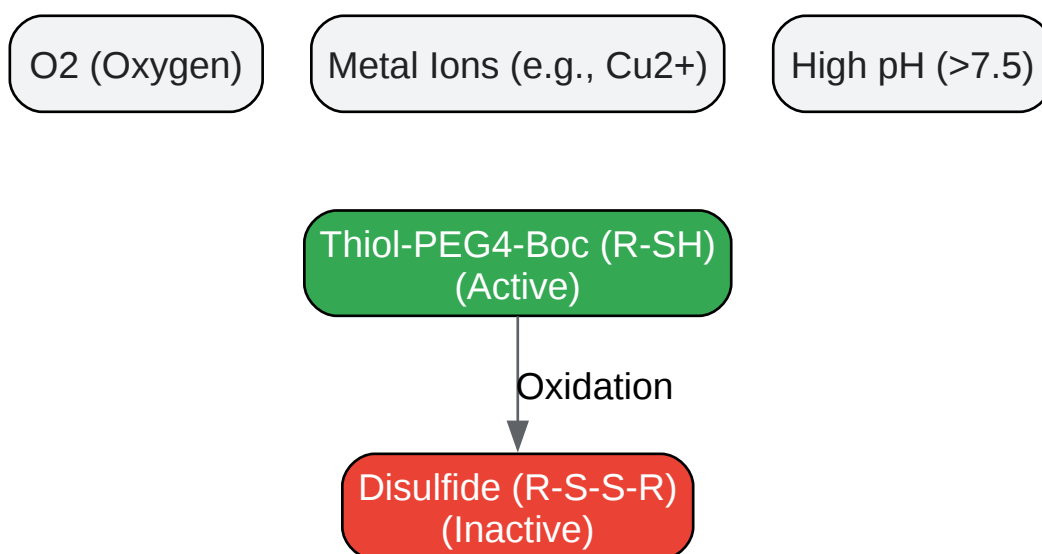 O2 (Oxygen)
Metal Ions (e.g., Cu2+)
High pH (>7.5)
Thiol-PEG4-Boc (R-SH)
(Active)
Oxidation
Disulfide (R-S-S-R)
(Inactive)